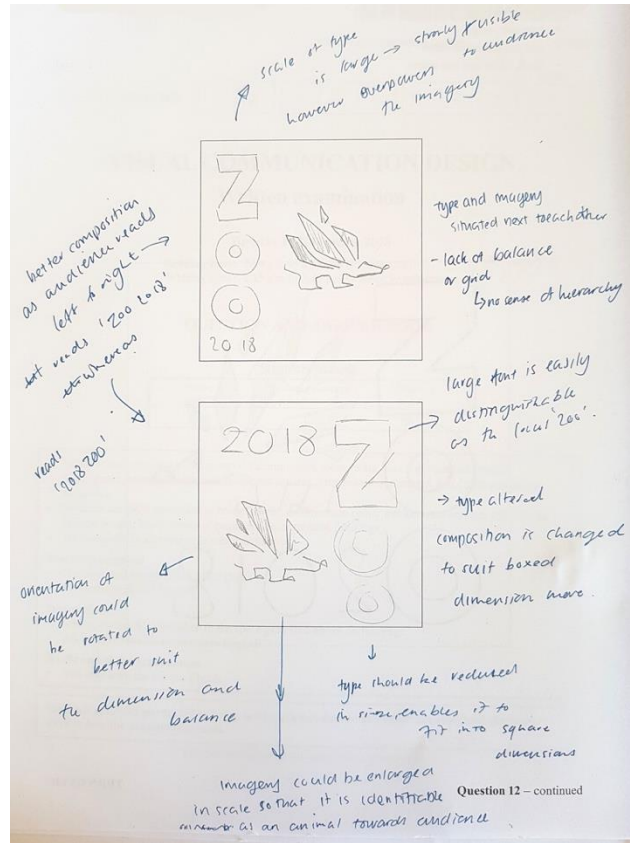 scale of type
is large → strongly visible
to audience
however overpowers
the imagery
Z
O
O
2018
better composition
as audience reads
left to right
reads 'ZOO 2018'
whereas
reads
'2018 ZOO'
type and imagery
situated next to eachother
- lack of balance
or grid
↳ no sense of hierarchy
2018
Z
O
O
large font is easily
distinguishable
as the local 'zoo'.
→ type altered
composition is changed
to suit boxed
dimension more.
orientation of
imagery could
be rotated to
better suit
the dimension and
balance
type should be reduced
in size, enables it to
fit into square
dimensions
Imagery could be enlarged
in scale so that it is identifiable
as an animal towards audience
Question 12 – continued